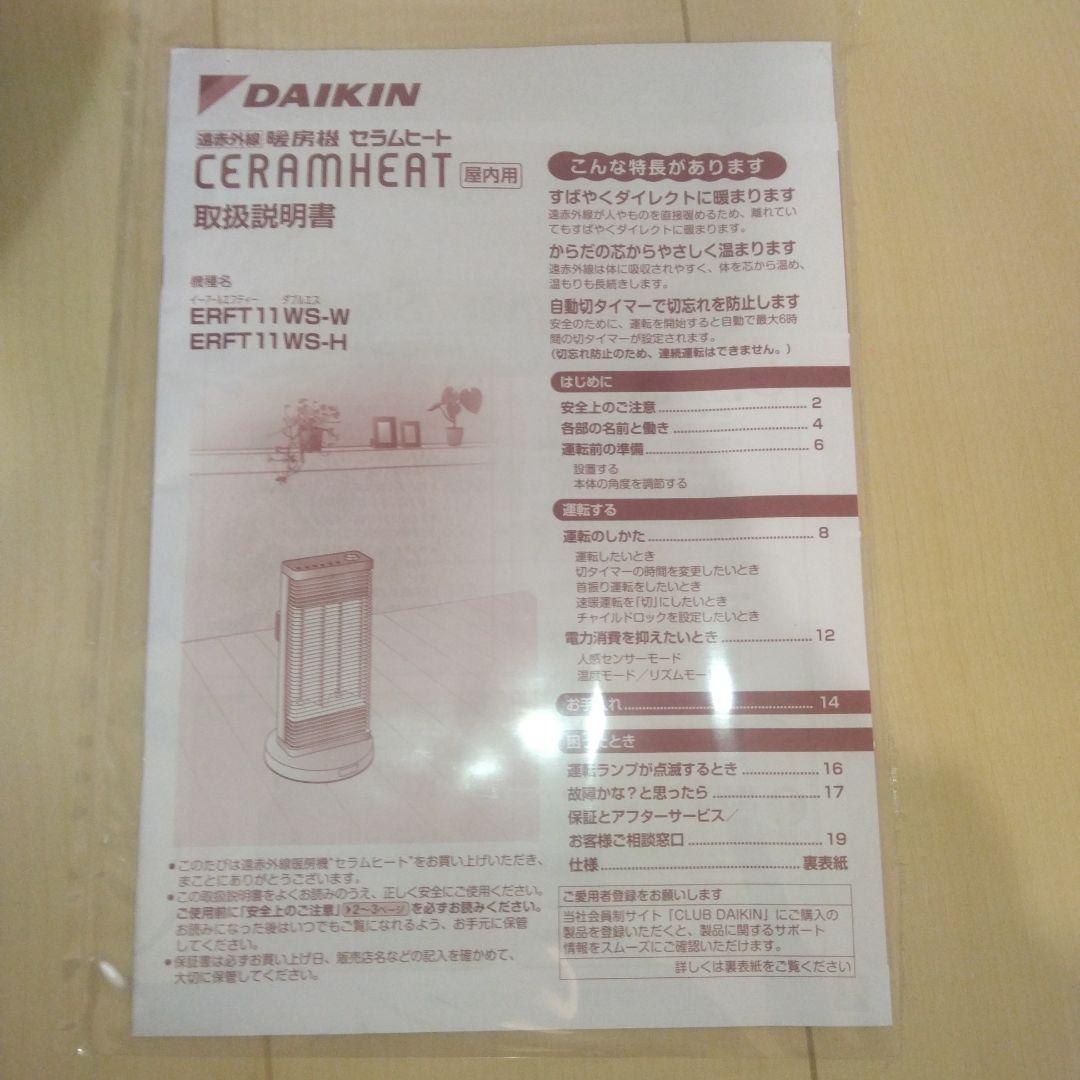 DAIKIN
遠赤外線 暖房機 セラムヒート
CERAMHEAT 屋内用
取扱説明書
機種名
イーアールエフティー ダブルエス
ERFT11WS-W
ERFT11WS-H
●このたびは遠赤外線暖房機"セラムヒート"をお買い上げいただき、
まことにありがとうございます。
●この取扱説明書をよくお読みのうえ、正しく安全にご使用ください。
ご使用前に「安全上のご注意」(▶2~3ページ)を必ずお読みください。
お読みになった後はいつでもご覧になれるよう、お手元に保管
してください。
●保証書は必ずお買い上げ日、販売店名などの記入を確かめて、
大切に保管してください。
こんな特長があります
すばやくダイレクトに暖まります
遠赤外線が人やものを直接暖めるため、離れてい
てもすばやくダイレクトに暖まります。
からだの芯からやさしく温まります
遠赤外線は体に吸収されやすく、体を芯から温め、
温もりも長続きします。
自動切タイマーで切忘れを防止します
安全のために、運転を開始すると自動で最大6時
間の切タイマーが設定されます。
(切忘れ防止のため、連続運転はできません。)
はじめに
安全上のご注意 2
各部の名前と働き 4
運転前の準備 6
設置する
本体の角度を調節する
運転する
運転のしかた 8
運転したいとき
切タイマーの時間を変更したいとき
首振り運転をしたいとき
速暖運転を「切」にしたいとき
チャイルドロックを設定したいとき
電力消費を抑えたいとき 12
人感センサーモード
温度モード/リズムモー
お手入れ 14
困ったとき
運転ランプが点滅するとき 16
故障かな?と思ったら 17
保証とアフターサービス/
お客様ご相談窓口 19
仕様 裏表紙
ご愛用者登録をお願いします
当社会員制サイト「CLUB DAIKIN」にご購入の
製品を登録いただくと、製品に関するサポート
情報をスムーズにご確認いただけます。
詳しくは裏表紙をご覧ください